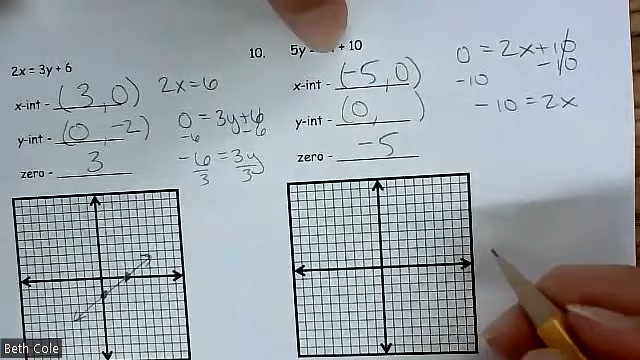 2x = 3y + 6
x-int - (3, 0)
2x = 6
y-int - (0, -2)
0 = 3y + 6
-6 -6
zero - 3
-6 = 3y
3 3
10. 5y + 10
x-int - (-5, 0)
0 = 2x + 10
-10 -10
y-int - (0, )
-10 = 2x
zero - -5
Beth Cole